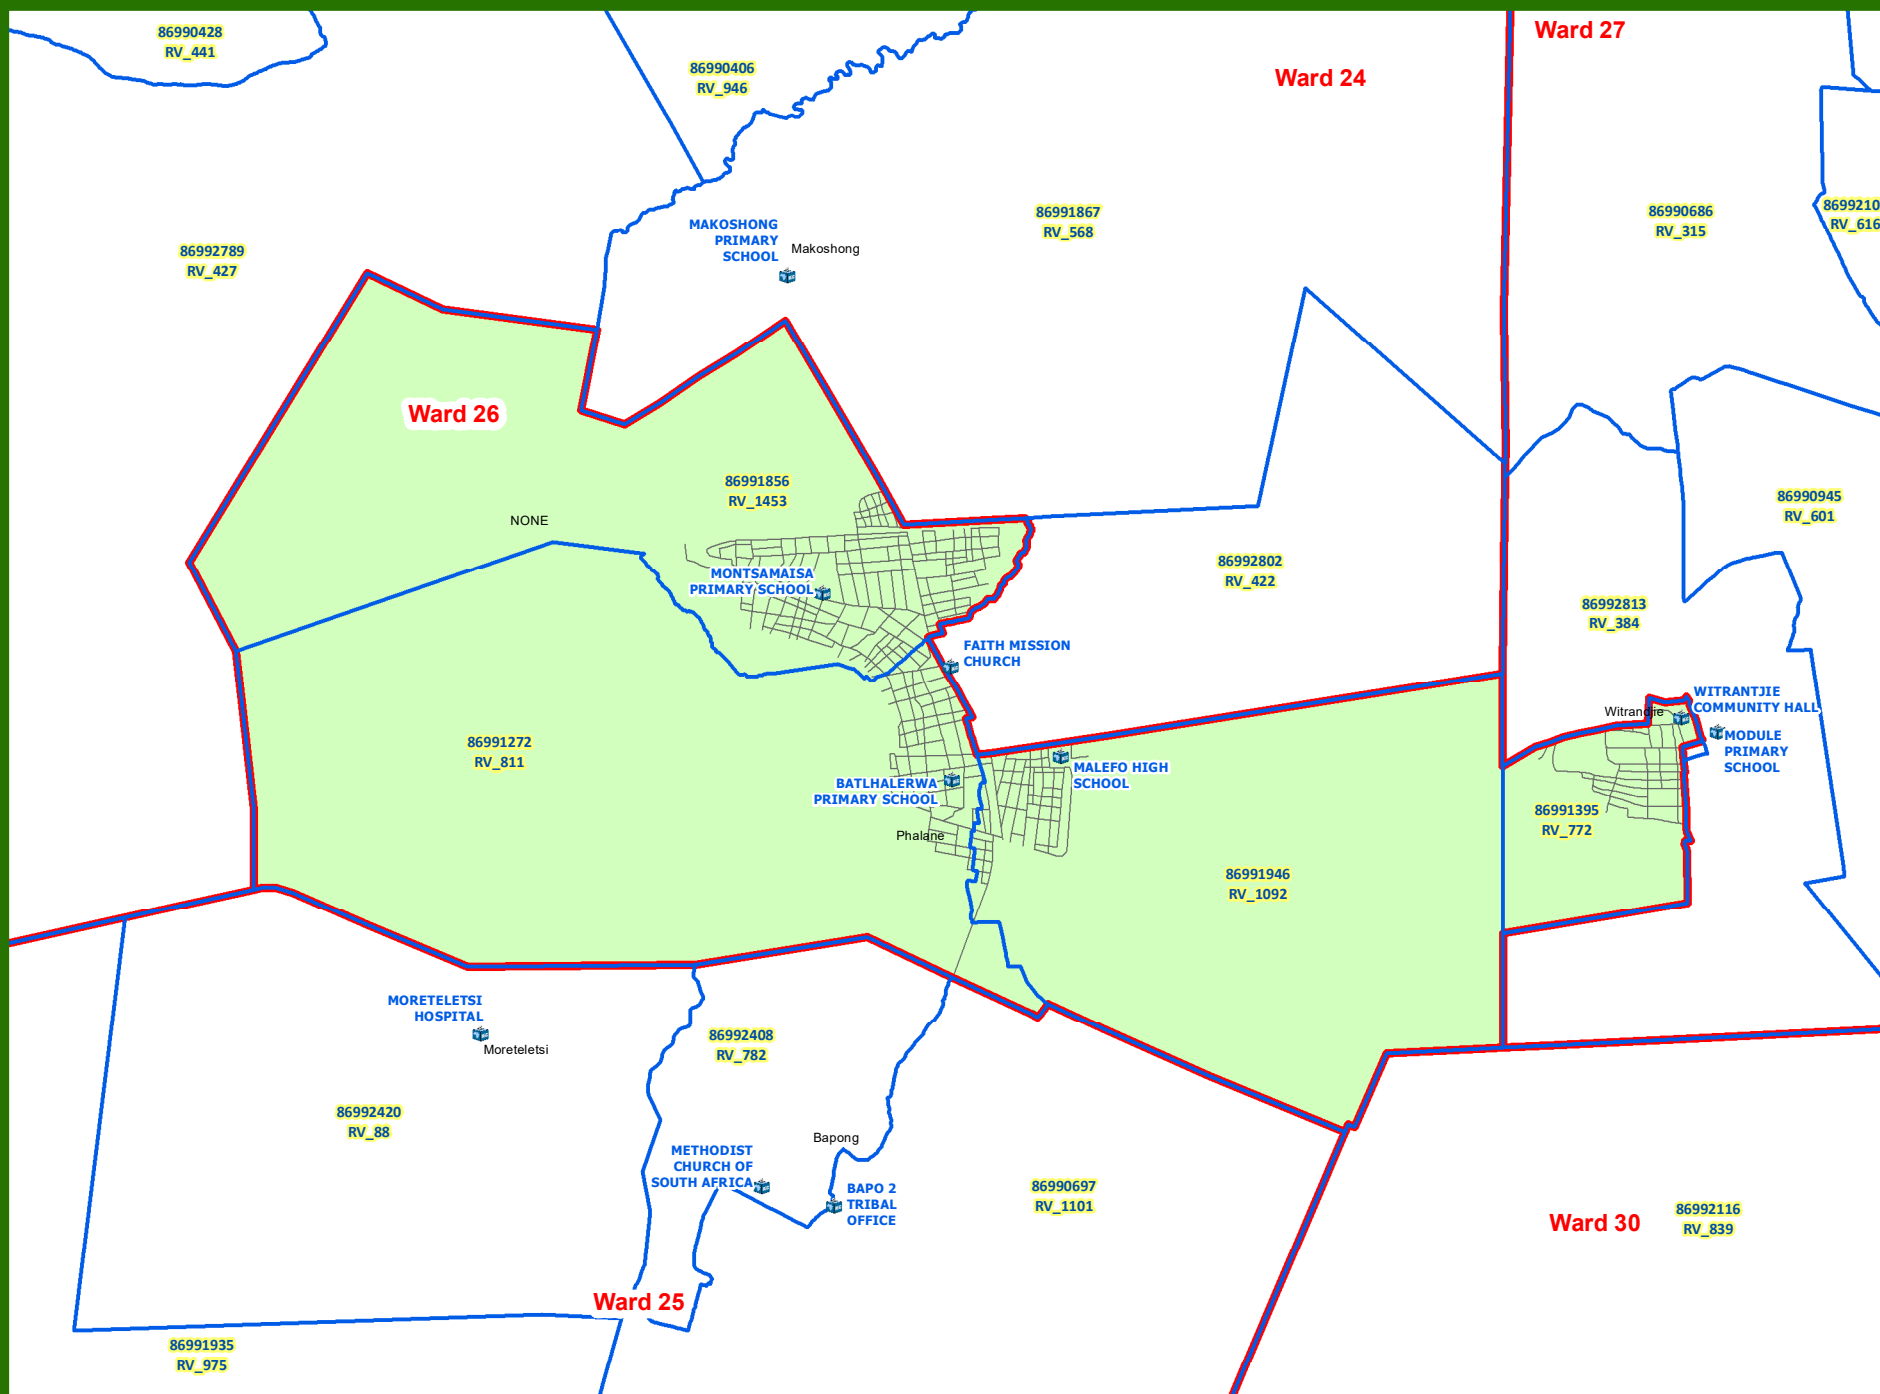 Ward 27
86990428
RV_441
86990406
RV_946
Ward 24
86992789
RV_427
MAKOSHONG
PRIMARY
SCHOOL
Makoshong
86991867
RV_568
86990686
RV_315
8699210
RV_616
Ward 26
86991856
RV_1453
NONE
86990945
RV_601
MONTSAMAISA
PRIMARY SCHOOL
86992802
RV_422
86992813
RV_384
FAITH MISSION
CHURCH
WITRANTJIE
COMMUNITY HALL
Witrandjie
MODULE
PRIMARY
SCHOOL
86991272
RV_811
BATLHALERWA
PRIMARY SCHOOL
MALEFO HIGH
SCHOOL
Phalane
86991395
RV_772
86991946
RV_1092
MORETELETSI
HOSPITAL
Moreteletsi
86992408
RV_782
86992420
RV_88
Bapong
METHODIST
CHURCH OF
SOUTH AFRICA
BAPO 2
TRIBAL
OFFICE
86990697
RV_1101
Ward 30
86992116
RV_839
Ward 25
86991935
RV_975